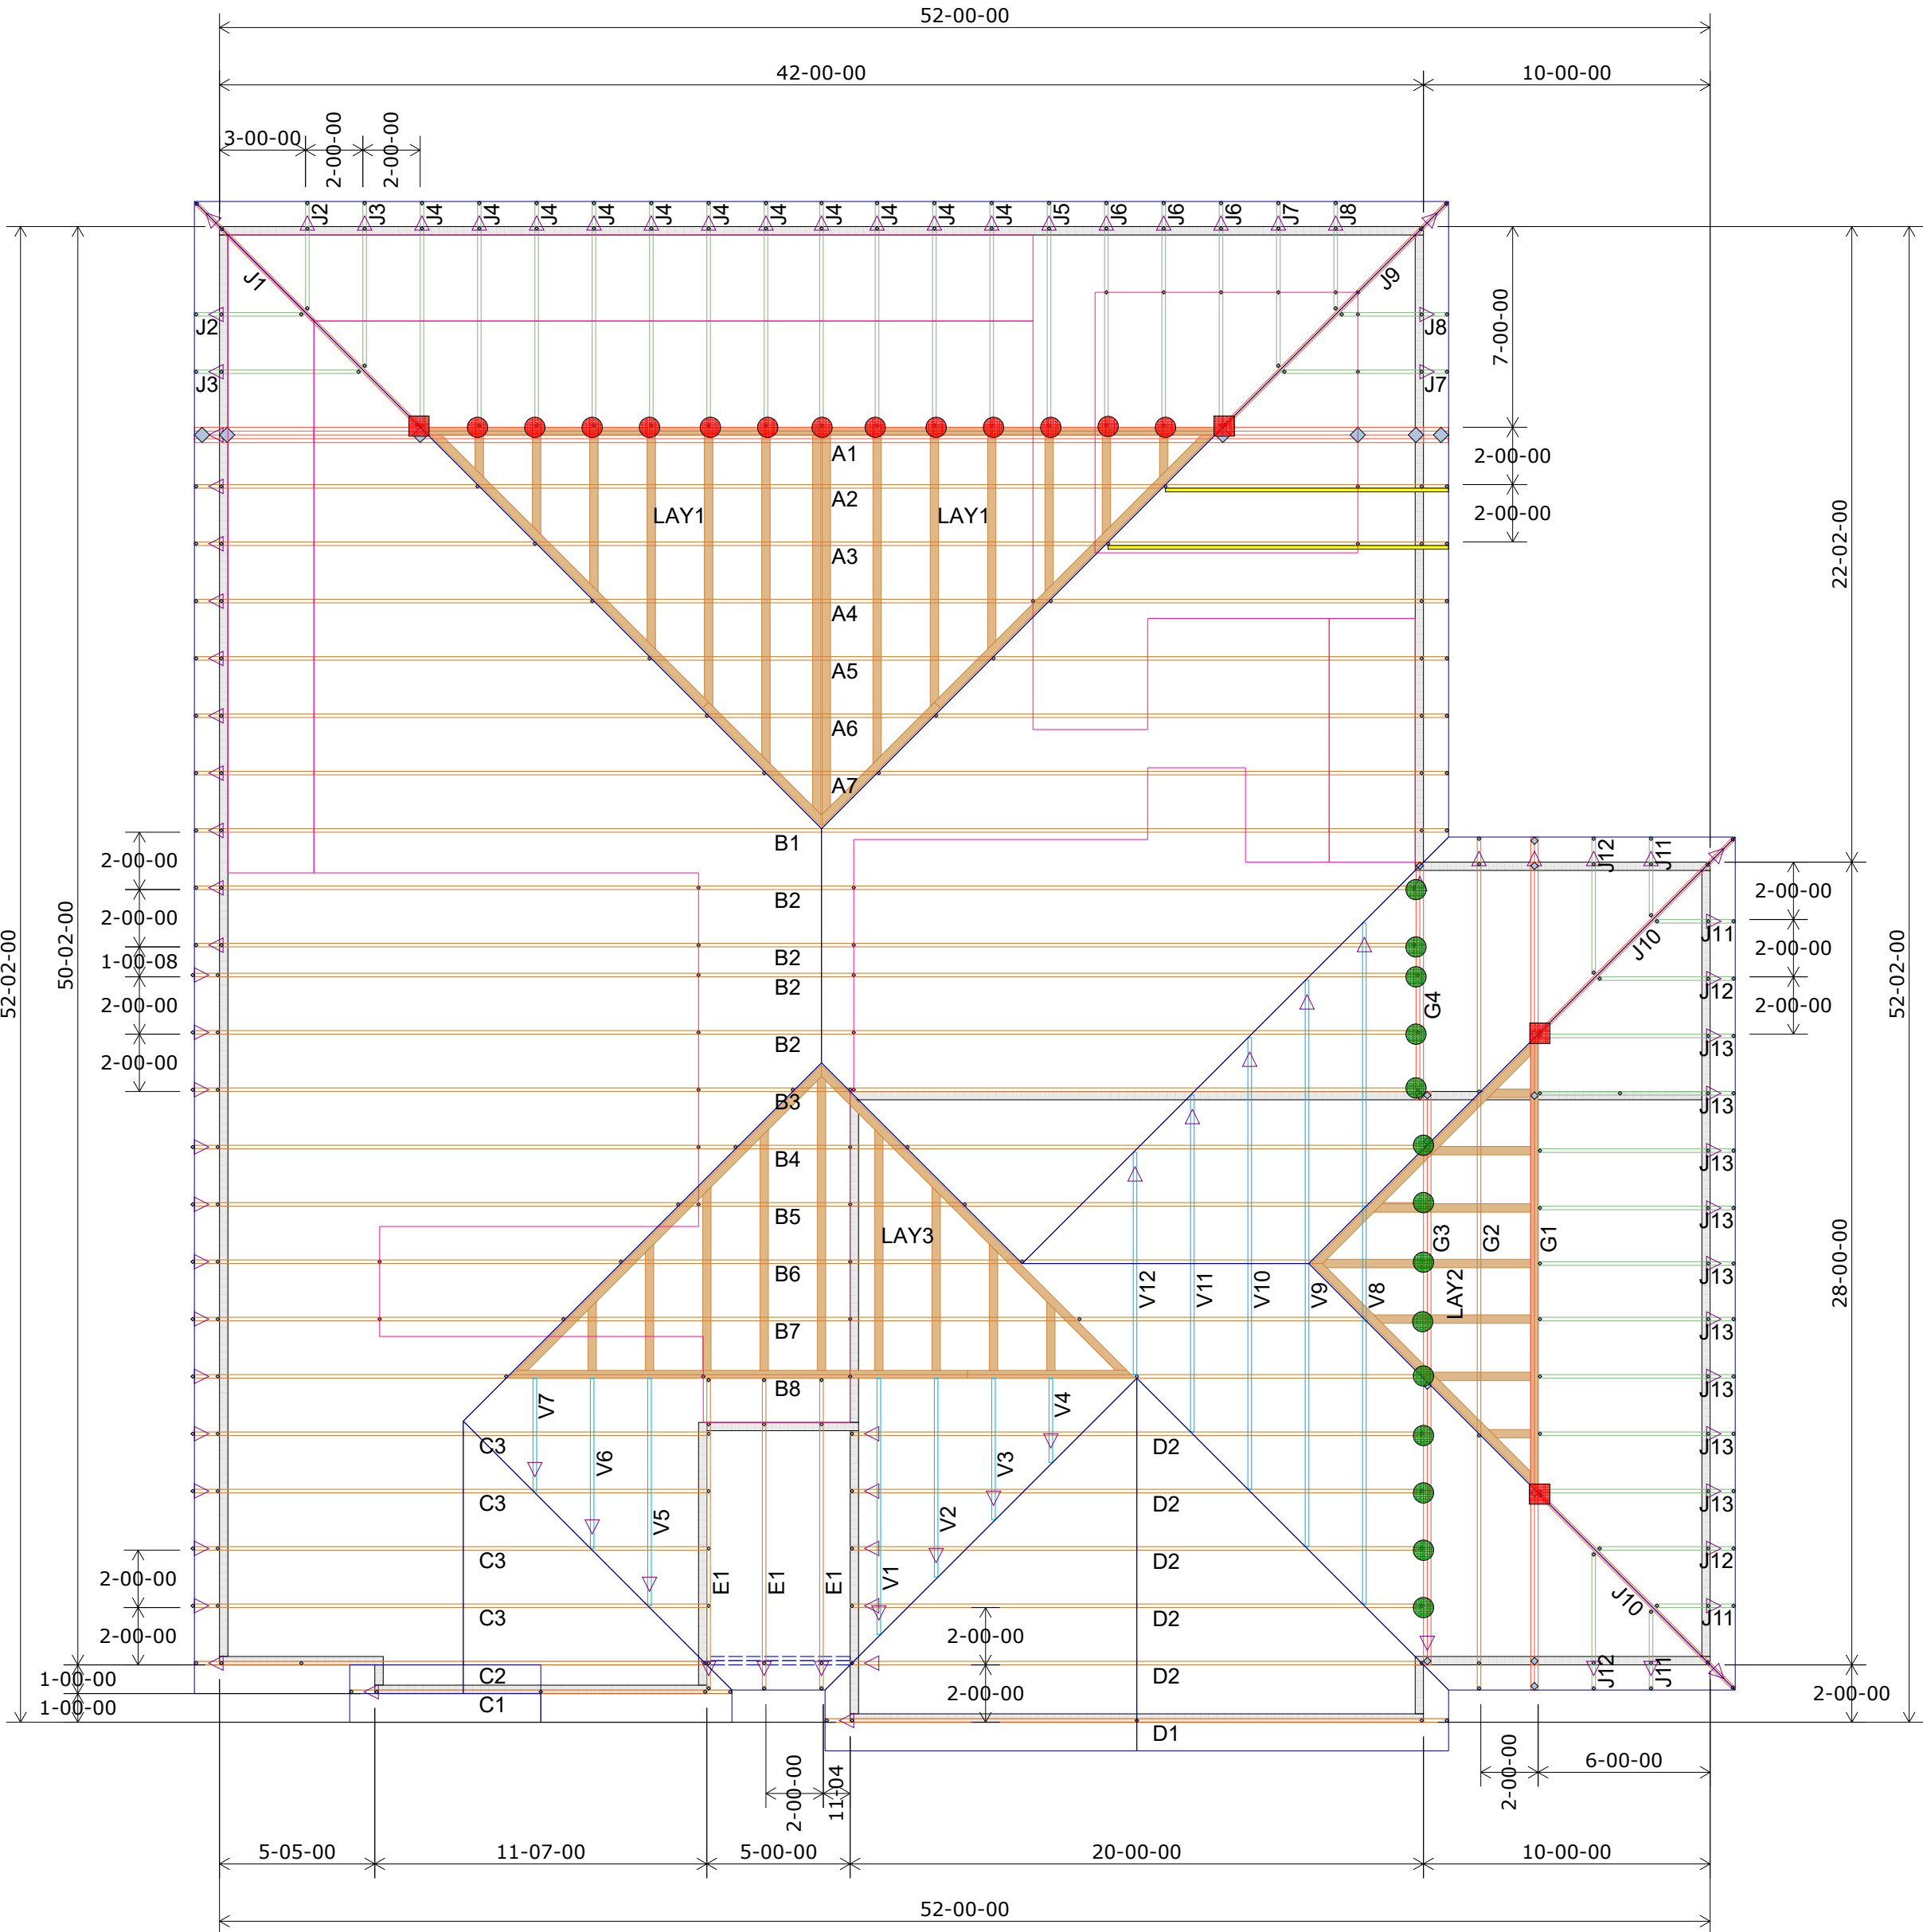 52-00-00
42-00-00 10-00-00
3-00-00 2-00-00 2-00-00
J2 J3 J4 J4 J4 J4 J4 J4 J4 J4 J4 J4 J4 J5 J6 J6 J6 J7 J8
J1 J9
J2 J8
J3 J7
7-00-00
A1 2-00-00
A2
LAY1 LAY1 2-00-00
A3
22-02-00
A4
A5
A6
A7
B1
2-00-00
J12 J11
B2
2-00-00 2-00-00
J10 J11
B2
1-00-08 2-00-00
B2 J12
52-02-00 50-02-00 52-02-00
2-00-00 G4 2-00-00
B2 J13
2-00-00
B3 J13
B4 J13
B5 J13
LAY3 G3 G2 G1
B6 J13
V12 V11 V10 V9 V8 LAY2
28-00-00
B7 J13
B8 J13
V7 V4
C3 D2 J13
V6 V3
C3 D2 J13
V5 V2
C3 D2 J12
2-00-00
E1 E1 E1 V1
J10
C3 D2 J11
2-00-00 2-00-00
J12 J11
1-00-00 C2 D2
1-00-00 C1 2-00-00 2-00-00
D1
2-00-00 11-04 2-00-00 6-00-00
5-05-00 11-07-00 5-00-00 20-00-00 10-00-00
52-00-00